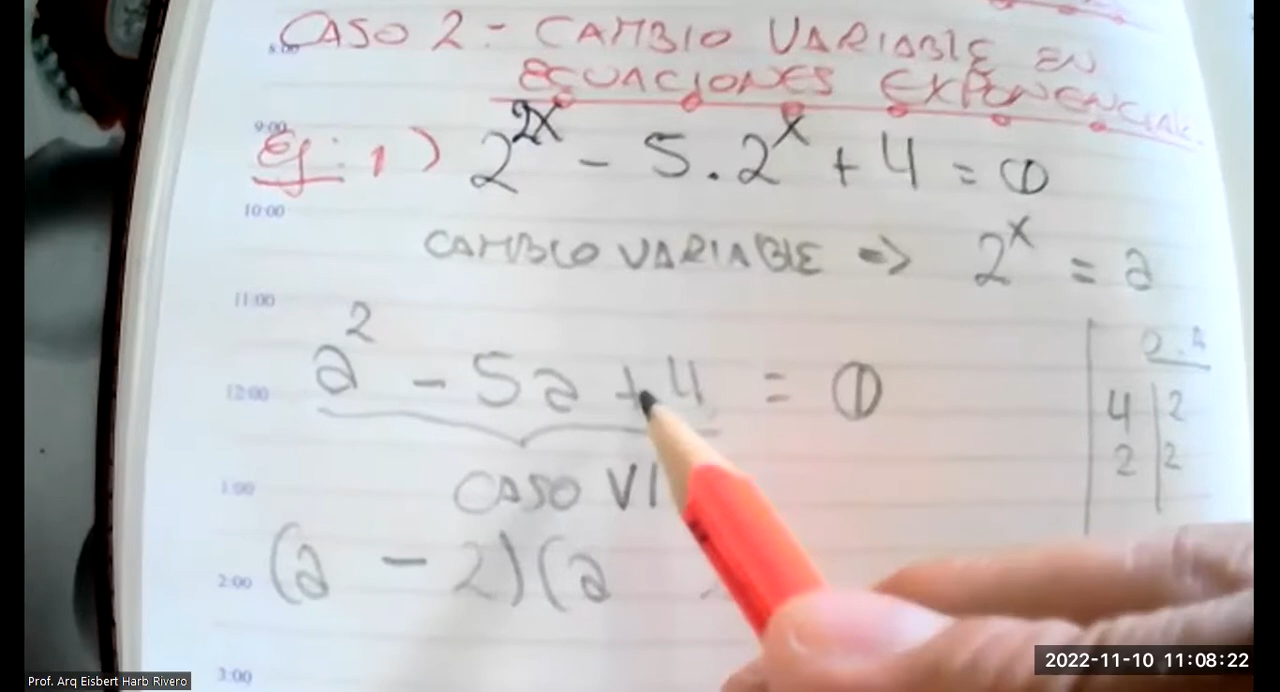 CASO 2 - CAMBIO VARIABLE EN
ECUACIONES EXPONENCIAL
8:00
9:00
Ej: 1) 2^{2x} - 5.2^x + 4 = 0
10:00
CAMBIO VARIABLE => 2^x = a
11:00
a^2 - 5a + 4 = 0
12:00
4 | 2
2 | 2
1:00
CASO VI
2:00
(a - 2)(a
3:00
Prof. Arq Eisbert Harb Rivero
2022-11-10 11:08:22